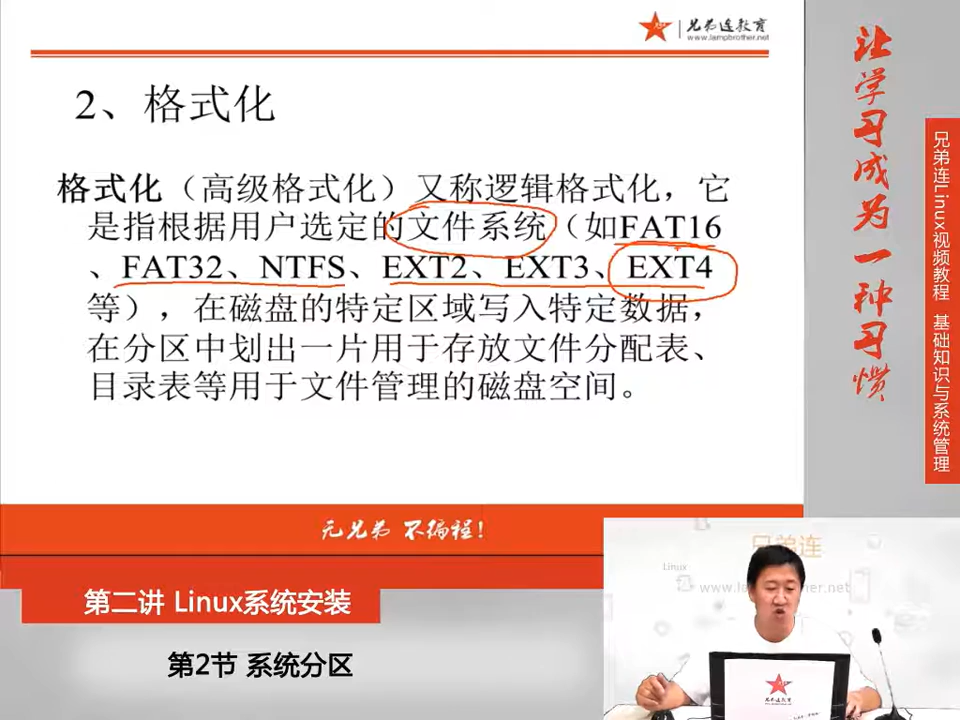 兄弟连教育
www.lampbrother.net
2、格式化
格式化（高级格式化）又称逻辑格式化，它
是指根据用户选定的文件系统（如FAT16
、FAT32、NTFS、EXT2、EXT3、EXT4
等），在磁盘的特定区域写入特定数据，
在分区中划出一片用于存放文件分配表、
目录表等用于文件管理的磁盘空间。
无兄弟 不编程！
第二讲 Linux系统安装
第2节 系统分区
让学习成为一种习惯
兄弟连Linux视频教程 基础知识与系统管理
兄弟连
Linux